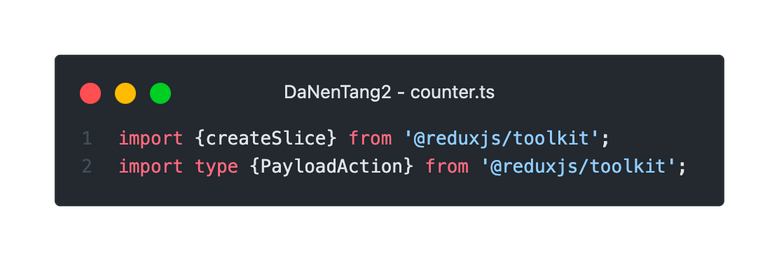 DaNenTang2 - counter.ts
1 import {createSlice} from '@reduxjs/toolkit';
2 import type {PayloadAction} from '@reduxjs/toolkit';